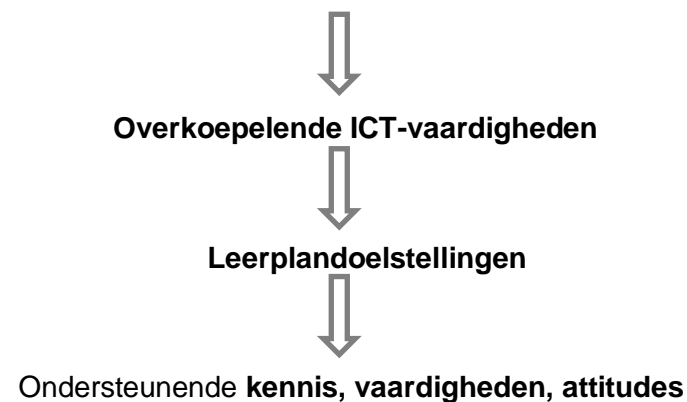 Overkoepelende ICT-vaardigheden
Leerplandoelstellingen
Ondersteunende kennis, vaardigheden, attitudes